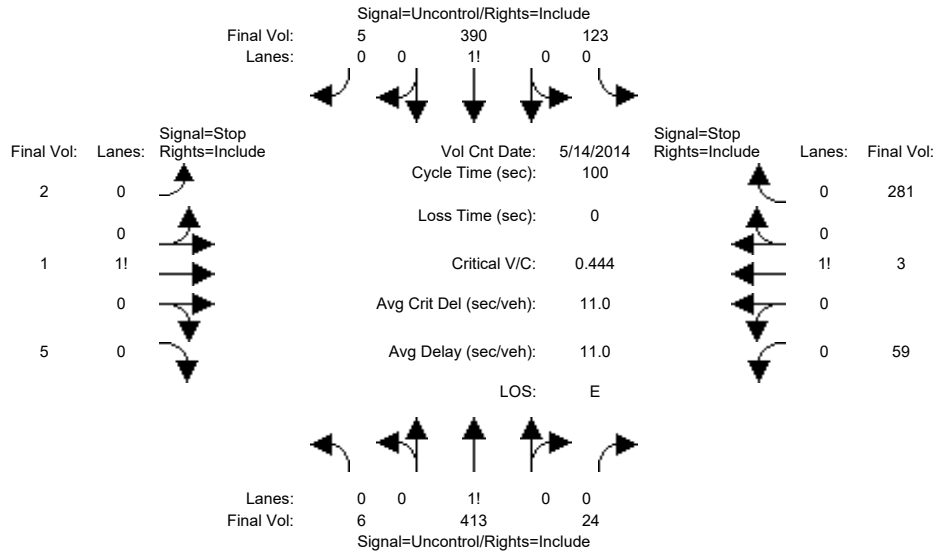 Signal=Uncontrol/Rights=Include
Final Vol: 5 390 123
Lanes: 0 0 1! 0 0
Signal=Stop
Final Vol: Lanes: Rights=Include
2 0
0
1 1! 
0
5 0
Vol Cnt Date: 5/14/2014
Cycle Time (sec): 100
Loss Time (sec): 0
Critical V/C: 0.444
Avg Crit Del (sec/veh): 11.0
Avg Delay (sec/veh): 11.0
LOS: E
Signal=Stop
Rights=Include Lanes: Final Vol:
0 281
0
1! 3
0
0 59
Lanes: 0 0 1! 0 0
Final Vol: 6 413 24
Signal=Uncontrol/Rights=Include